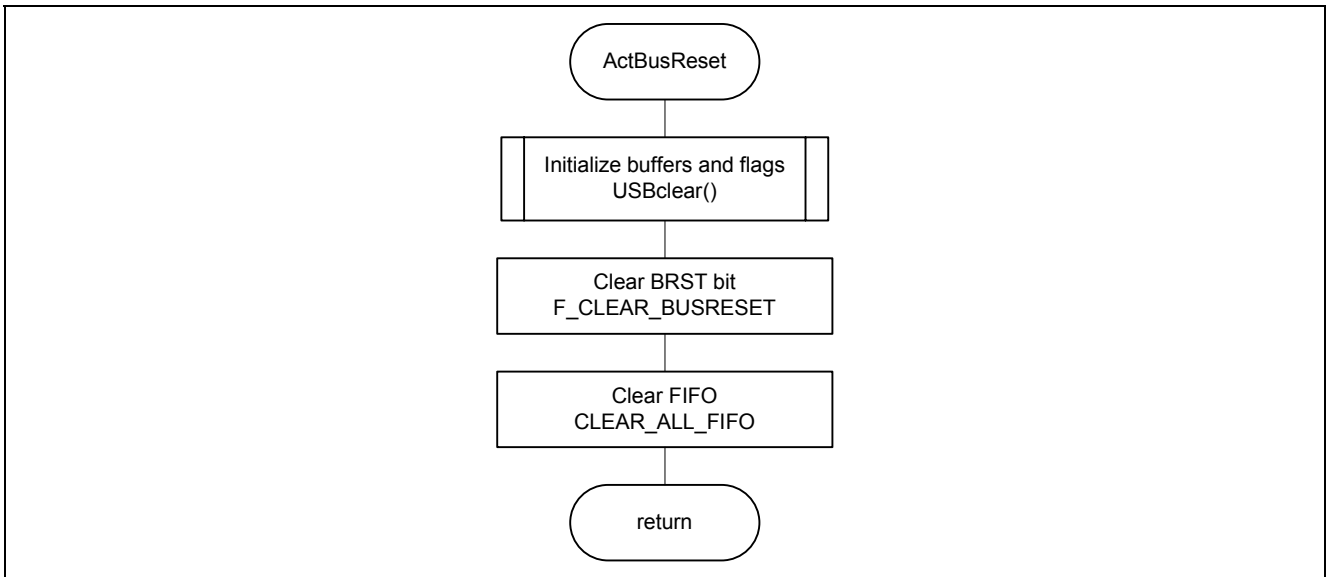 ActBusReset
Initialize buffers and flags
USBclear()
Clear BRST bit
F_CLEAR_BUSRESET
Clear FIFO
CLEAR_ALL_FIFO
return